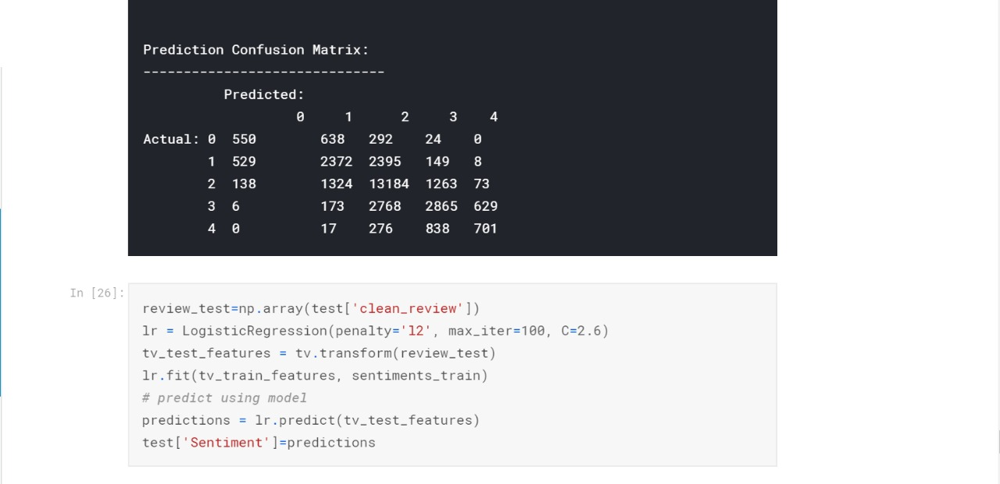 Prediction Confusion Matrix:
------------------------------
Predicted:
0 1 2 3 4
Actual: 0 550 638 292 24 0
1 529 2372 2395 149 8
2 138 1324 13184 1263 73
3 6 173 2768 2865 629
4 0 17 276 838 701
In [26]:
review_test=np.array(test['clean_review'])
lr = LogisticRegression(penalty='l2', max_iter=100, C=2.6)
tv_test_features = tv.transform(review_test)
lr.fit(tv_train_features, sentiments_train)
# predict using model
predictions = lr.predict(tv_test_features)
test['Sentiment']=predictions